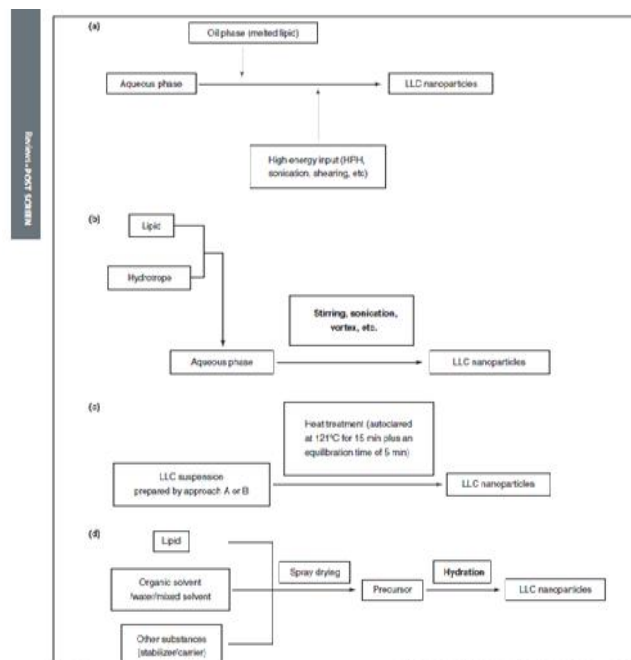 Reviews • POST SCREEN
(a)
Oil phase (melted lipic)
Aqueous phase
LLC nanoparticles
High energy input (HPH,
sonication, shearing, etc)
(b)
Lipic
Hydrotrope
Stirring, sonication,
vortex, etc.
Aqueous phase
LLC nanoparticles
(c)
Heat treatment (autoclaved
at 121°C for 15 min plus an
equilibration time of 5 min)
LLC suspension
prepared by approach A or B
LLC nanoparticles
(d)
Lipid
Organic solvent
/water/mixed solvent
Spray drying
Precursor
Hydration
LLC nanoparticles
Other substances
(stabilizer/carrier)